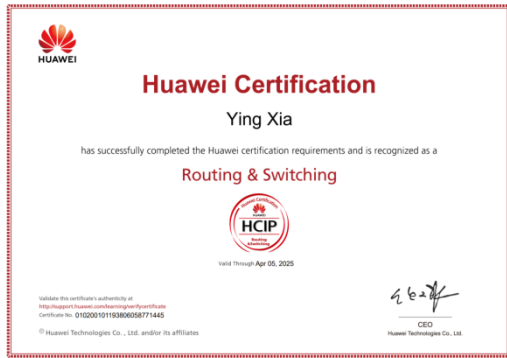 HUAWEI
Huawei Certification
Ying Xia
has successfully completed the Huawei certification requirements and is recognized as a
Routing & Switching
Huawei Certification
HUAWEI
HCIP
Routing
&Switching
Valid Through Apr 05, 2025
Validate this certificate's authenticity at
http://support.huawei.com/learning/verifycertificate
Certificate No. 010200101193806058771445
© Huawei Technologies Co., Ltd. and/or its affiliates
CEO
Huawei Technologies Co., Ltd.